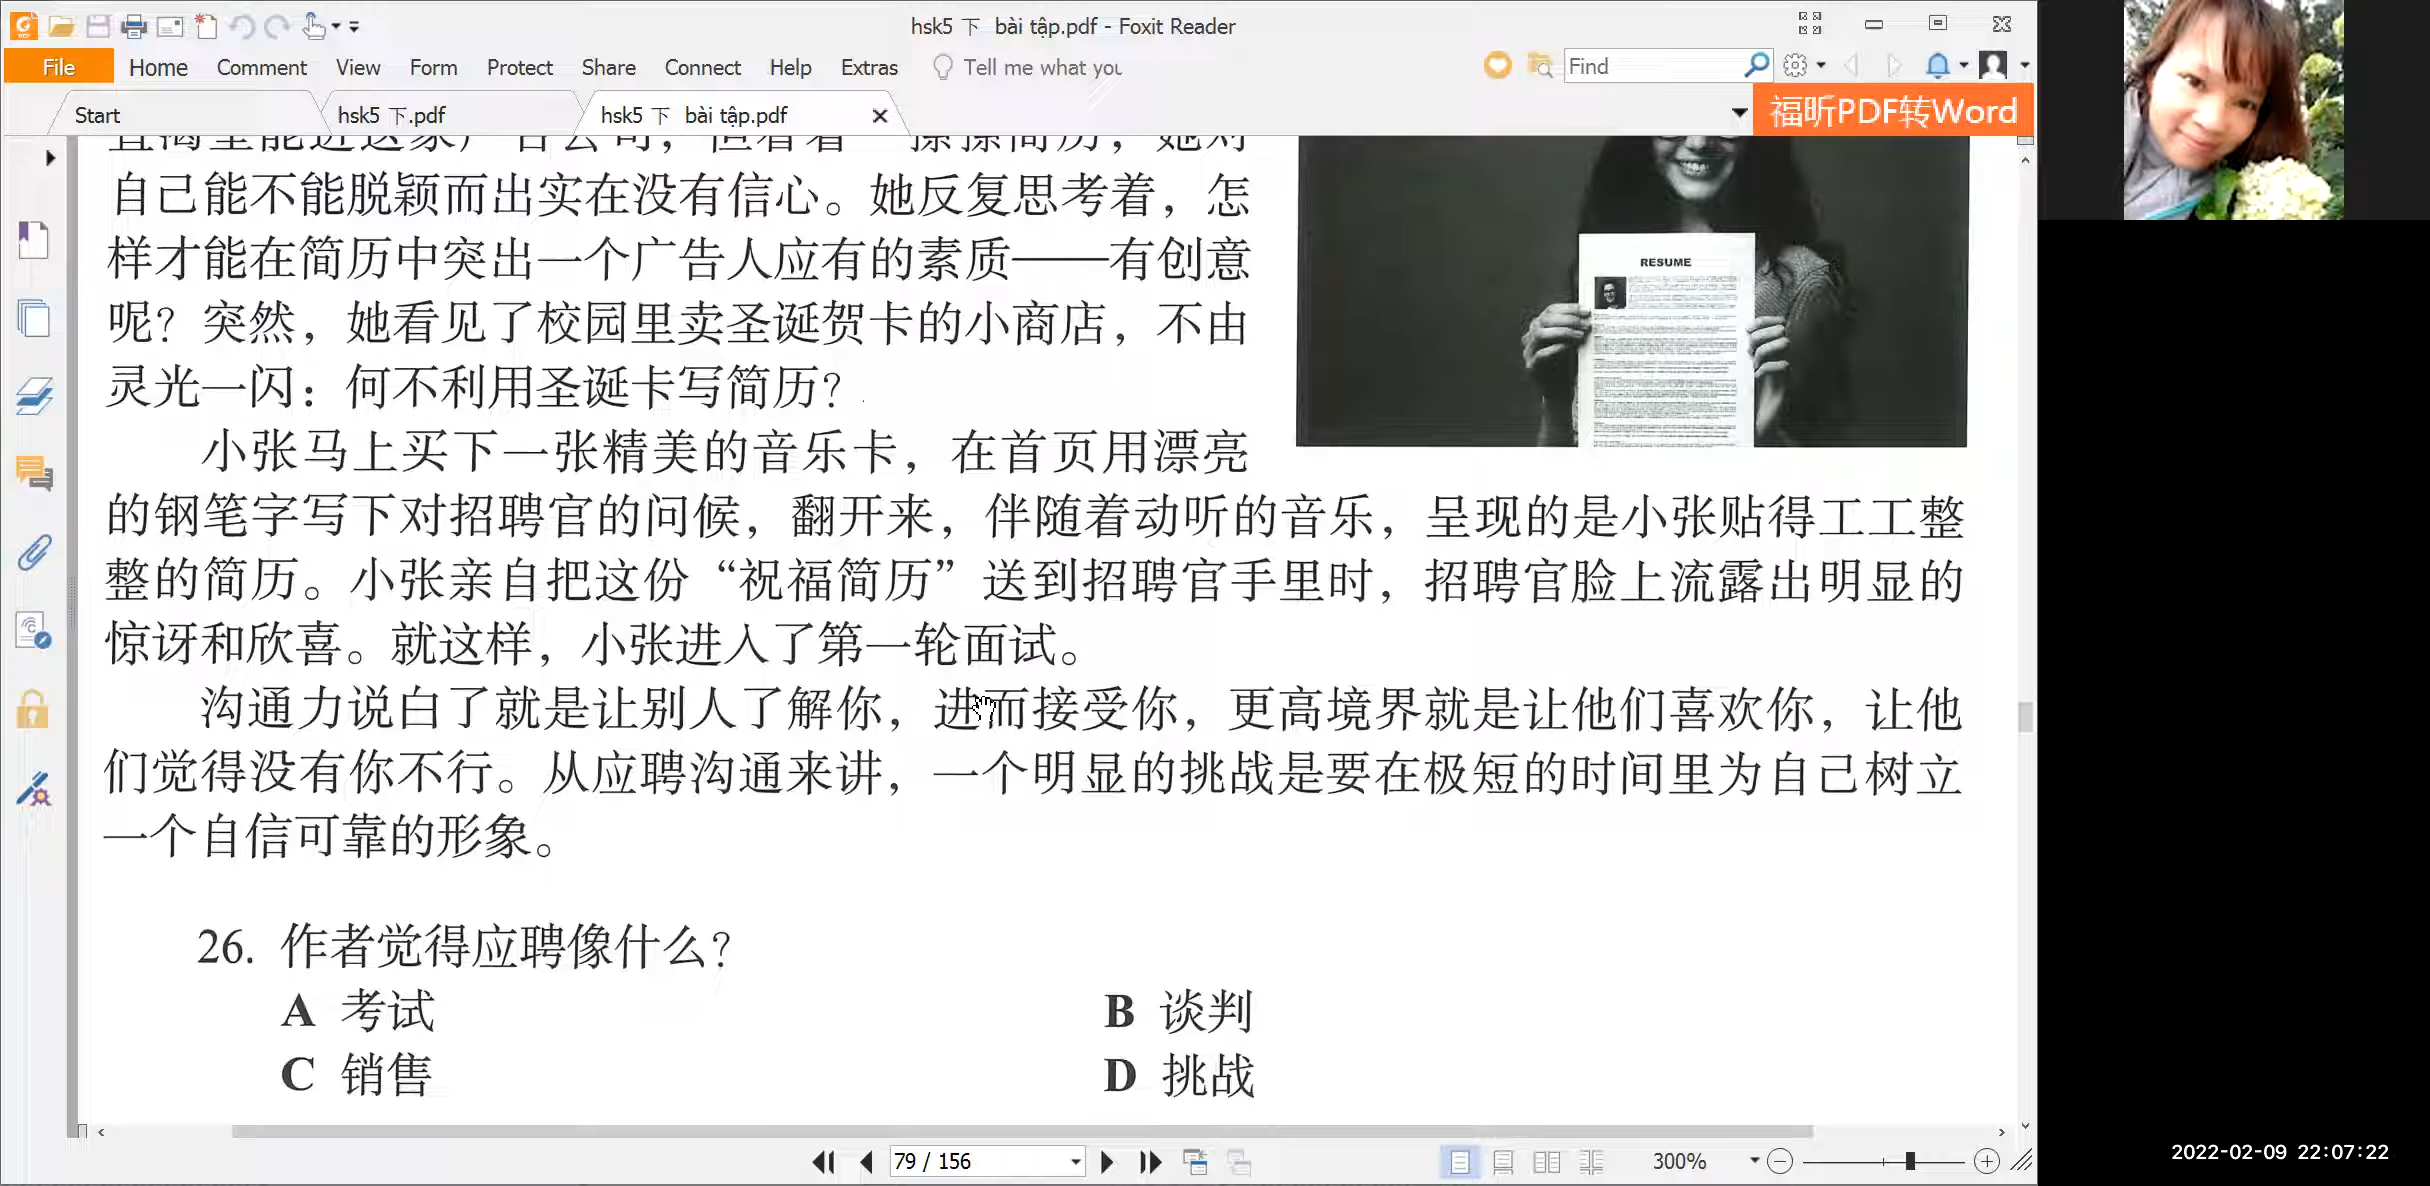 hsk5 下 bài tập.pdf - Foxit Reader
File Home Comment View Form Protect Share Connect Help Extras Tell me what you Find
Start hsk5 下.pdf hsk5 下 bài tập.pdf 福昕PDF转Word
自己能不能脱颖而出实在没有信心。她反复思考着，怎
样才能在简历中突出一个广告人应有的素质——有创意
呢？突然，她看见了校园里卖圣诞贺卡的小商店，不由
灵光一闪：何不利用圣诞卡写简历？
RESUME
小张马上买下一张精美的音乐卡，在首页用漂亮
的钢笔字写下对招聘官的问候，翻开来，伴随着动听的音乐，呈现的是小张贴得工工整
整的简历。小张亲自把这份“祝福简历”送到招聘官手里时，招聘官脸上流露出明显的
惊讶和欣喜。就这样，小张进入了第一轮面试。
沟通力说白了就是让别人了解你，进而接受你，更高境界就是让他们喜欢你，让他
们觉得没有你不行。从应聘沟通来讲，一个明显的挑战是要在极短的时间里为自己树立
一个自信可靠的形象。
26. 作者觉得应聘像什么？
A 考试 B 谈判
C 销售 D 挑战
79 / 156 300%
2022-02-09 22:07:22